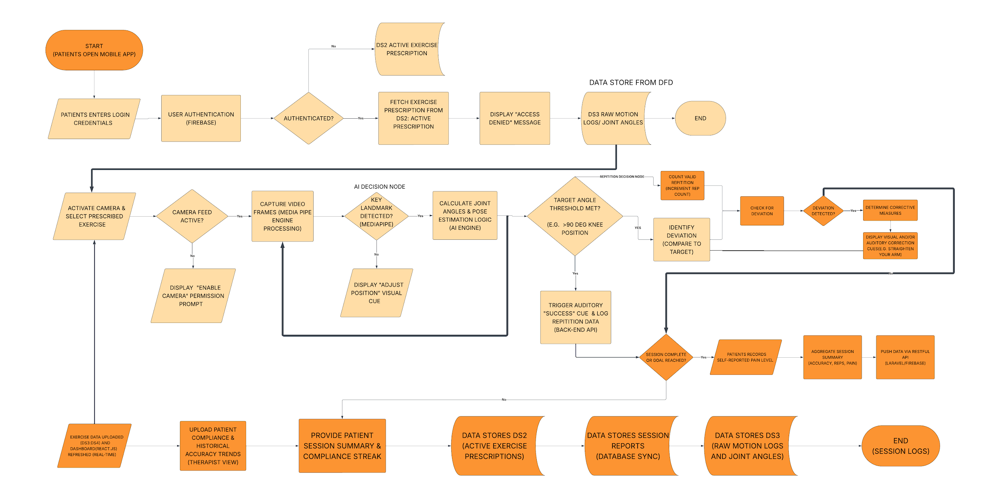 START
(PATIENTS OPEN MOBILE APP)
No
DS2 ACTIVE EXERCISE
PRESCRIPTION
DATA STORE FROM DFD
PATIENTS ENTERS LOGIN
CREDENTIALS
USER AUTHENTICATION
(FIREBASE)
AUTHENTICATED?
Yes
FETCH EXERCISE
PRESCRIPTION FROM
DS2: ACTIVE
PRESCRIPTION
DISPLAY "ACCESS
DENIED" MESSAGE
DS3 RAW MOTION
LOGS/ JOINT ANGLES
END
ACTIVATE CAMERA &
SELECT PRESCRIBED
EXERCISE
CAMERA FEED
ACTIVE?
Yes
No
DISPLAY "ENABLE
CAMERA" PERMISSION
PROMPT
CAPTURE VIDEO
FRAMES (MEDIA PIPE
ENGINE
PROCESSING)
AI DECISION NODE
KEY
LANDMARK
DETECTED?
(MEDIAPIPE)
Yes
No
DISPLAY "ADJUST
POSITION" VISUAL
CUE
CALCULATE JOINT
ANGLES & POSE
ESTIMATION LOGIC
(AI ENGINE)
TARGET ANGLE
THRESHOLD MET?
(E.G. >90 DEG KNEE
POSITION
REPITITION DECISION NODE
COUNT VALID
REPITITION
(INCREMENT REP
COUNT)
YES
IDENTIFY
DEVIATION
(COMPARE TO
TARGET)
CHECK FOR
DEVIATION
DEVIATION
DETECTED?
Yes
DETERMINE CORRECTIVE
MEASURES
DISPLAY VISUAL AND/OR
AUDITORY CORRECTION
CUES(E.G. STRAIGHTEN
YOUR ARM)
No
Yes
TRIGGER AUDITORY
"SUCCESS" CUE & LOG
REPITITION DATA
(BACK-END API)
SESSION COMPLETE
OR GOAL REACHED?
Yes
PATIENTS RECORDS
SELF-REPORTED PAIN LEVEL
AGGREGATE SESSION
SUMMARY
(ACCURACY, REPS, PAIN)
PUSH DATA VIA RESTFUL
API
(LARAVEL/FIREBASE)
No
EXERCISE DATA UPLOADED
(DS3:DS4) AND
DASHBOARD(REACT.JS)
REFRESHED (REAL-TIME)
UPLOAD PATIENT
COMPLIANCE &
HISTORICAL
ACCURACY TRENDS
(THERAPIST VIEW)
PROVIDE PATIENT
SESSION SUMMARY &
COMPLIANCE STREAK
DATA STORES DS2
(ACTIVE EXERCISE
PRESCRIPTIONS)
DATA STORES SESSION
REPORTS
(DATABASE SYNC)
DATA STORES DS3
(RAW MOTION LOGS
AND JOINT ANGLES)
END
(SESSION LOGS)